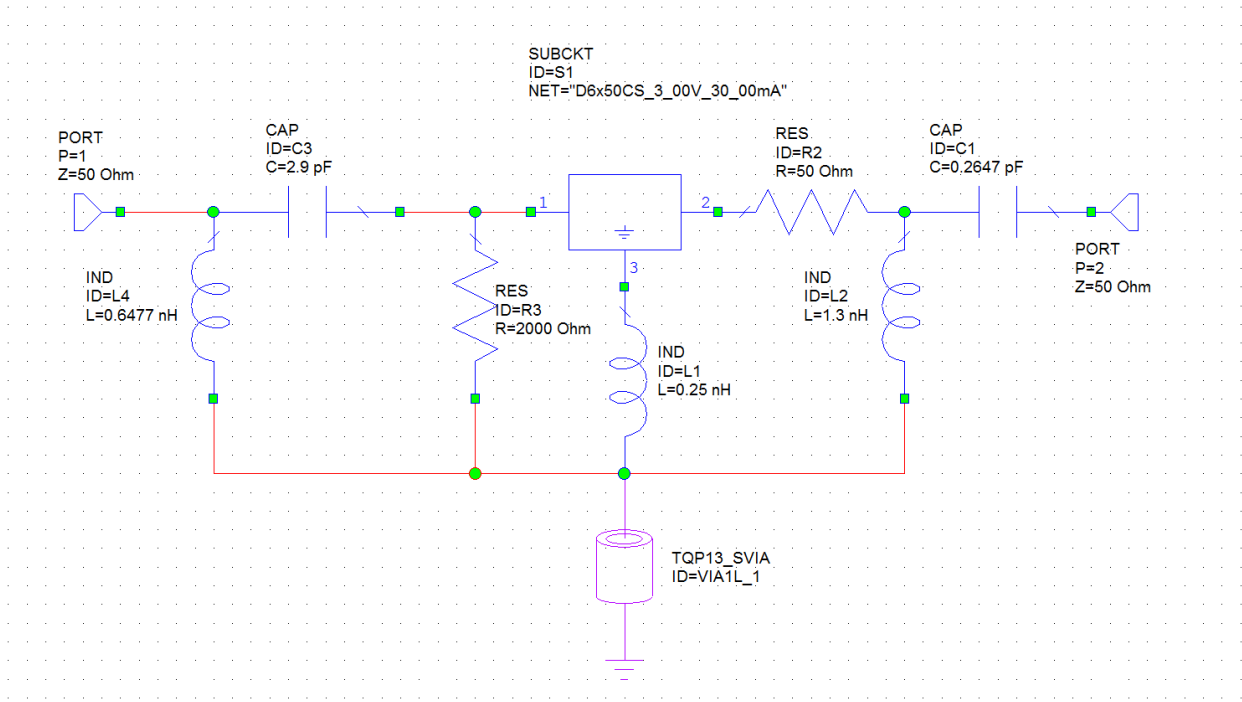 SUBCKT
ID=S1
NET="D6x50CS_3_00V_30_00mA"
PORT
P=1
Z=50 Ohm
CAP
ID=C3
C=2.9 pF
RES
ID=R2
R=50 Ohm
CAP
ID=C1
C=0.2647 pF
1
2
3
IND
ID=L4
L=0.6477 nH
RES
ID=R3
R=2000 Ohm
IND
ID=L1
L=0.25 nH
IND
ID=L2
L=1.3 nH
PORT
P=2
Z=50 Ohm
TQP13_SVIA
ID=VIA1L_1